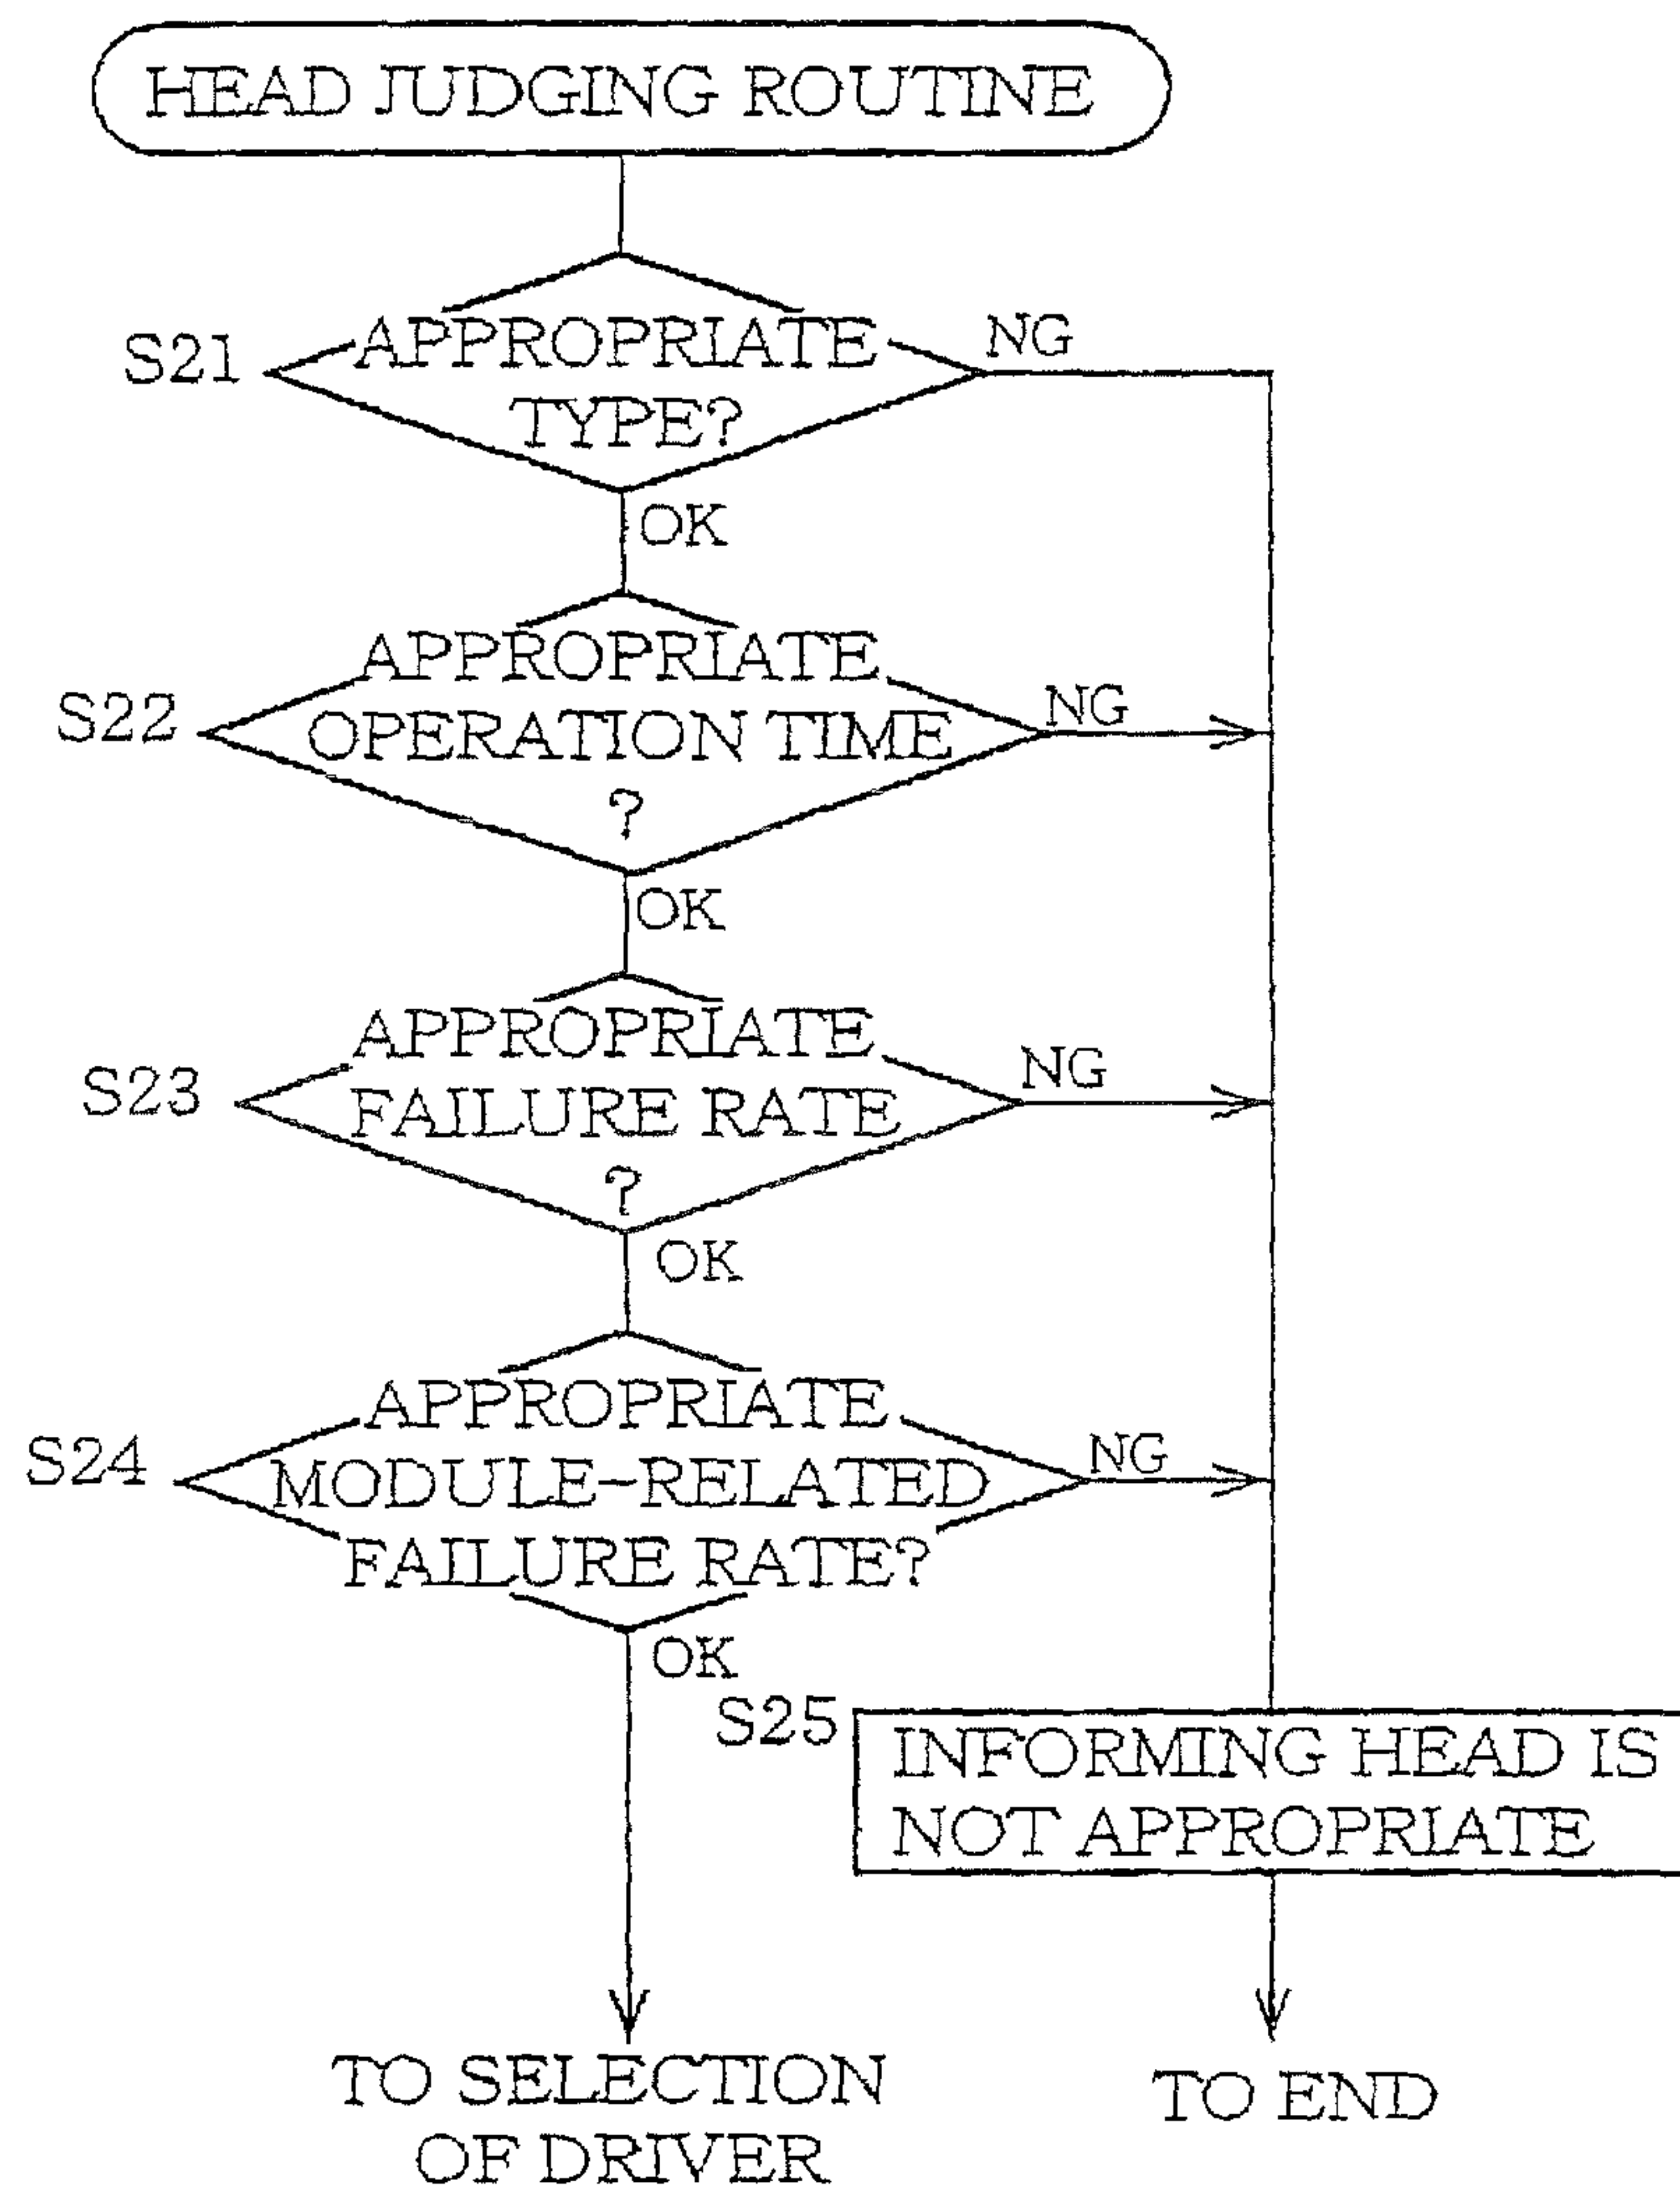 HEAD JUDGING ROUTINE
S21
APPROPRIATE
TYPE?
NG
OK
S22
APPROPRIATE
OPERATION TIME
?
NG
OK
S23
APPROPRIATE
FAILURE RATE
?
NG
OK
S24
APPROPRIATE
MODULE-RELATED
FAILURE RATE?
NG
OK
S25
INFORMING HEAD IS
NOT APPROPRIATE
TO SELECTION
OF DRIVER
TO END